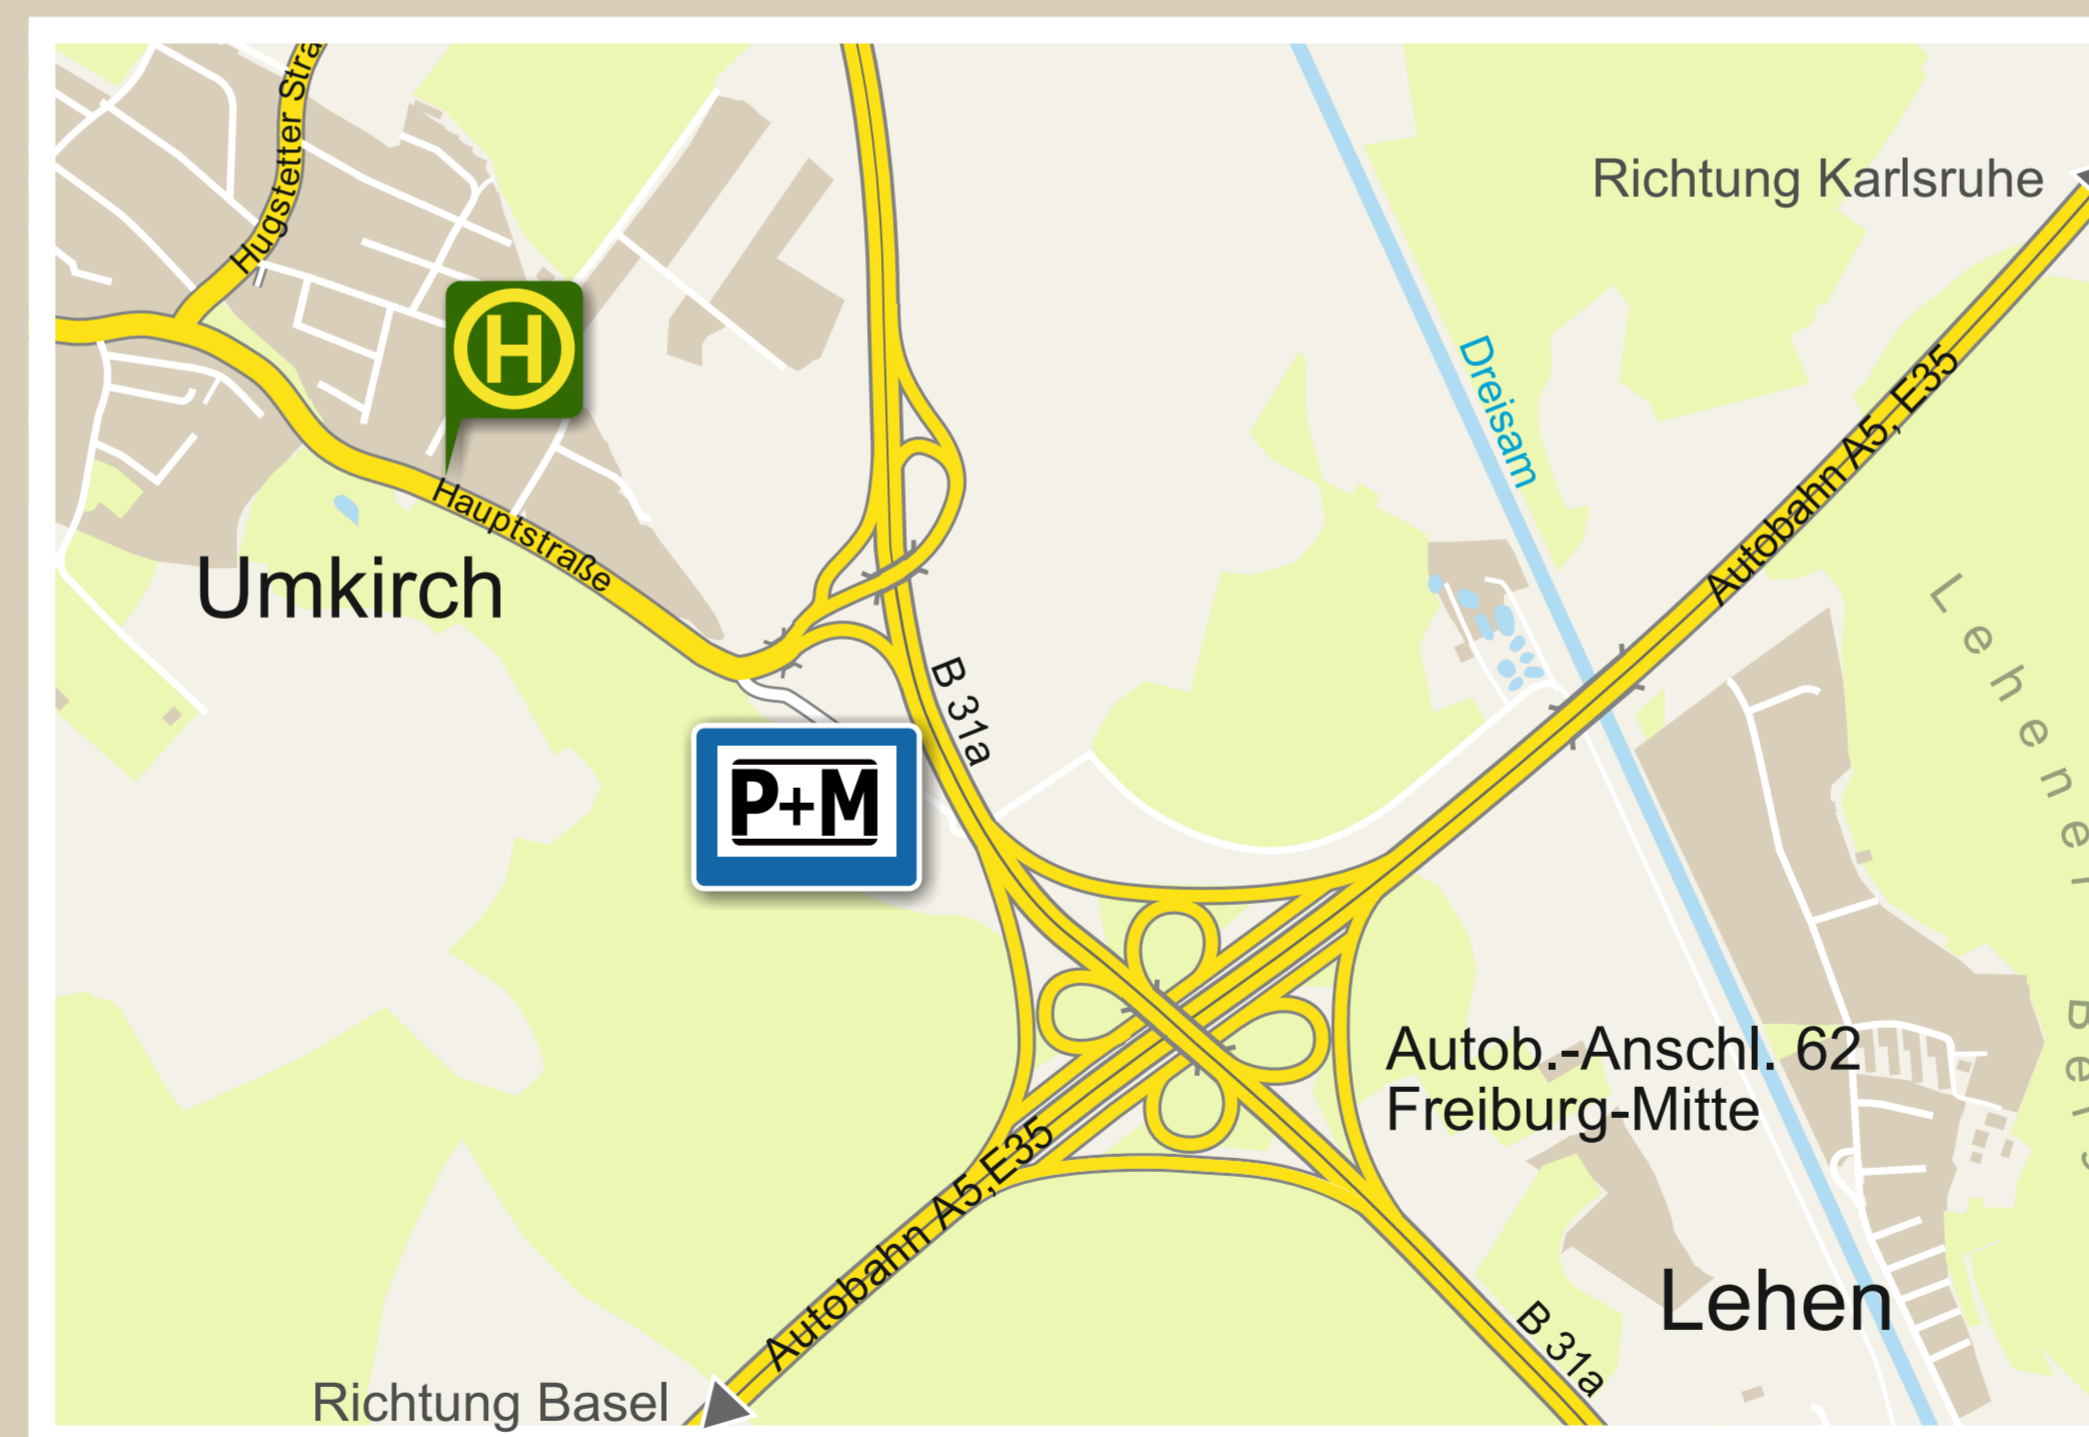 Hugstetter Stra
Richtung Karlsruhe
H
Dreisam
Autobahn A5, E35
Hauptstraße
Umkirch
Lehener
B 31a
P+M
Autob.-Anschl. 62
Freiburg-Mitte
Autobahn A5,E35
Lehen
B 31a
Richtung Basel